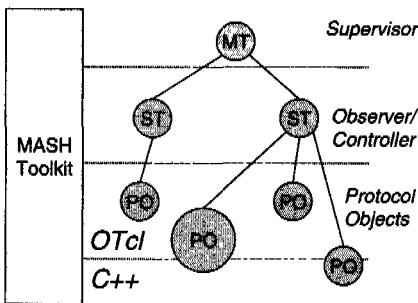 MT
Supervisor
ST
ST
Observer/
Controller
MASH
Toolkit
PO
PO
PO
Protocol
Objects
OTcl
PO
C++